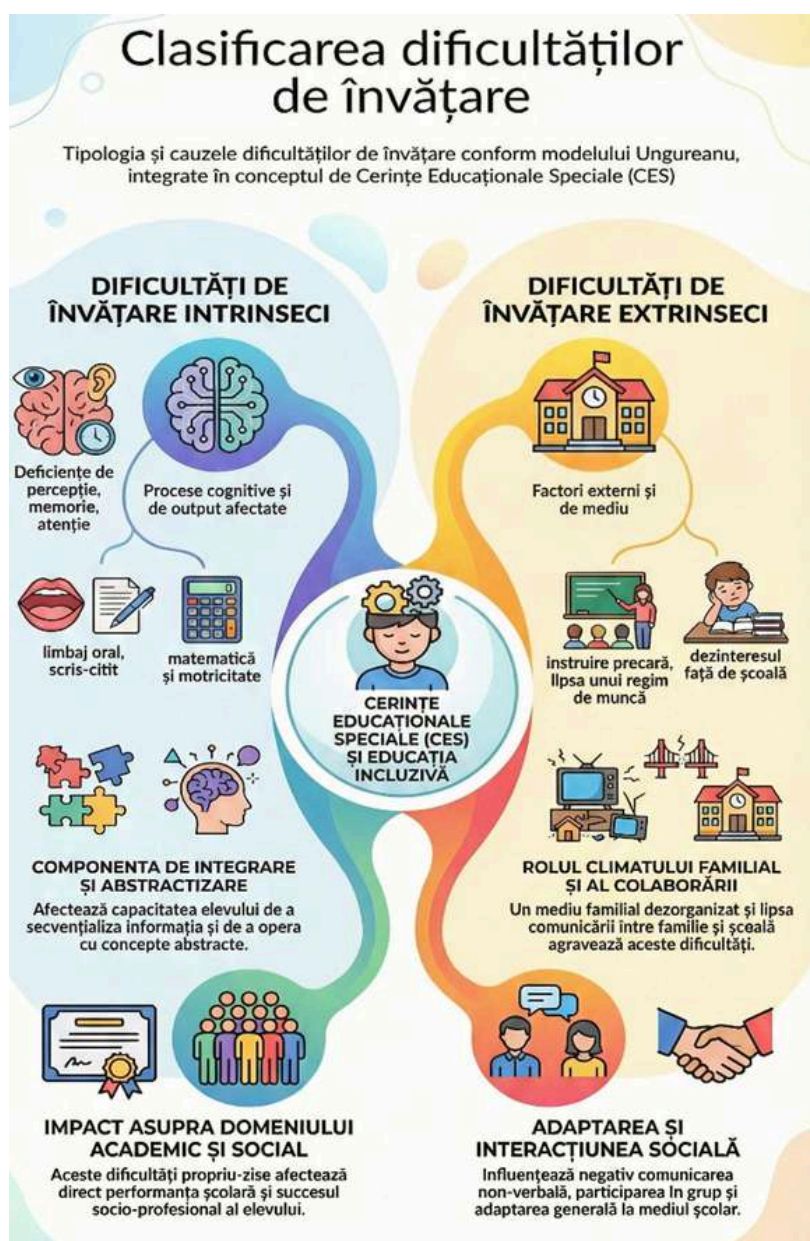 Clasificarea dificultăților
de învățare
Tipologia și cauzele dificultăților de învățare conform modelului Ungureanu,
integrate în conceptul de Cerințe Educaționale Speciale (CES)
DIFICULTĂȚI DE
ÎNVĂȚARE INTRINSECI
Deficiențe de
percepție,
memorie,
atenție
Procese cognitive și
de output afectate
limbaj oral,
scris-citit
matematică
și motricitate
COMPONENTA DE INTEGRARE
ȘI ABSTRACTIZARE
Afectează capacitatea elevului de a
secvențializa informația și de a opera
cu concepte abstracte.
IMPACT ASUPRA DOMENIULUI
ACADEMIC ȘI SOCIAL
Aceste dificultăți propriu-zise afectează
direct performanța școlară și succesul
socio-profesional al elevului.
CERINȚE
EDUCAȚIONALE
SPECIALE (CES)
ȘI EDUCAȚIA
INCLUZIVĂ
DIFICULTĂȚI DE
ÎNVĂȚARE EXTRINSECI
Factori externi și
de mediu
instruire precară,
lipsa unui regim
de muncă
dezinteresul
față de școală
ROLUL CLIMATULUI FAMILIAL
ȘI AL COLABORĂRII
Un mediu familial dezorganizat și lipsa
comunicării între familie și șceală
agravează aceste dificultăți.
ADAPTAREA ȘI
INTERACȚIUNEA SOCIALĂ
Influențează negativ comunicarea
non-verbală, participarea In grup și
adaptarea generală la mediul școlar.